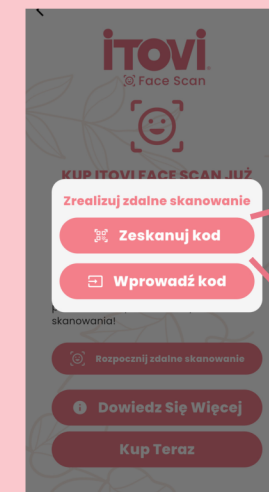 iTOVi
Face Scan
KUP ITOVI FACE SCAN JUŻ
Zrealizuj zdalne skanowanie
Zeskanuj kod
Wprowadź kod
skanowania!
Rozpocznij zdalne skanowanie
Dowiedz Się Więcej
Kup Teraz